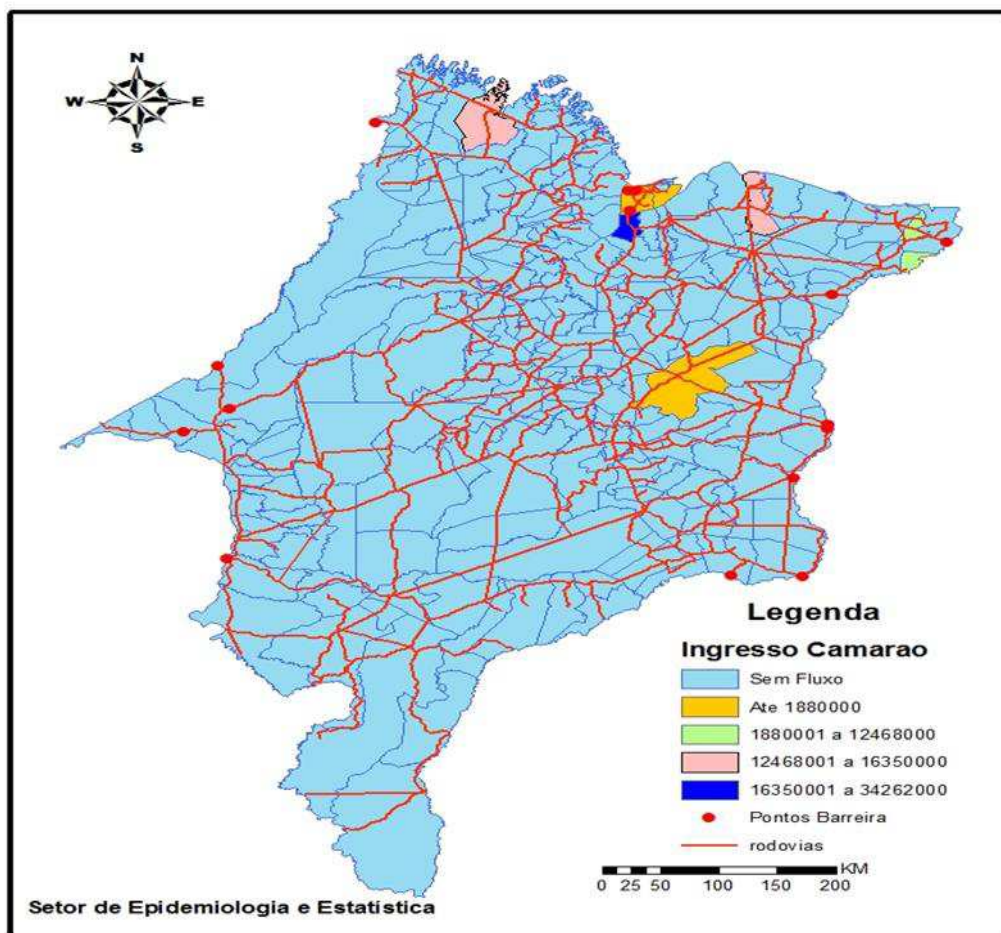 N
W E
S
Legenda
Ingresso Camarao
Sem Fluxo
Ate 1880000
1880001 a 12468000
12468001 a 16350000
16350001 a 34262000
Pontos Barreira
rodovias
KM
0 25 50 100 150 200
Setor de Epidemiologia e Estatística